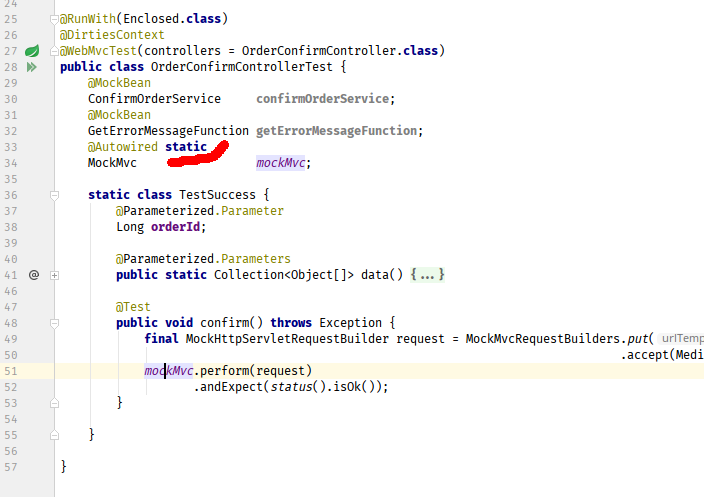 24
25 @RunWith(Enclosed.class)
26 @DirtiesContext
27 @WebMvcTest(controllers = OrderConfirmController.class)
28 public class OrderConfirmControllerTest {
29 @MockBean
30 ConfirmOrderService confirmOrderService;
31 @MockBean
32 GetErrorMessageFunction getErrorMessageFunction;
33 @Autowired static
34 MockMvc mockMvc;
35
36 static class TestSuccess {
37 @Parameterized.Parameter
38 Long orderId;
39
40 @Parameterized.Parameters
41 @ public static Collection<Object[]> data() {...}
46
47 @Test
48 public void confirm() throws Exception {
49 final MockHttpServletRequestBuilder request = MockMvcRequestBuilders.put( urlTemp
50 .accept(Medi
51 mockMvc.perform(request)
52 .andExpect(status().isOk());
53 }
54
55 }
56
57 }